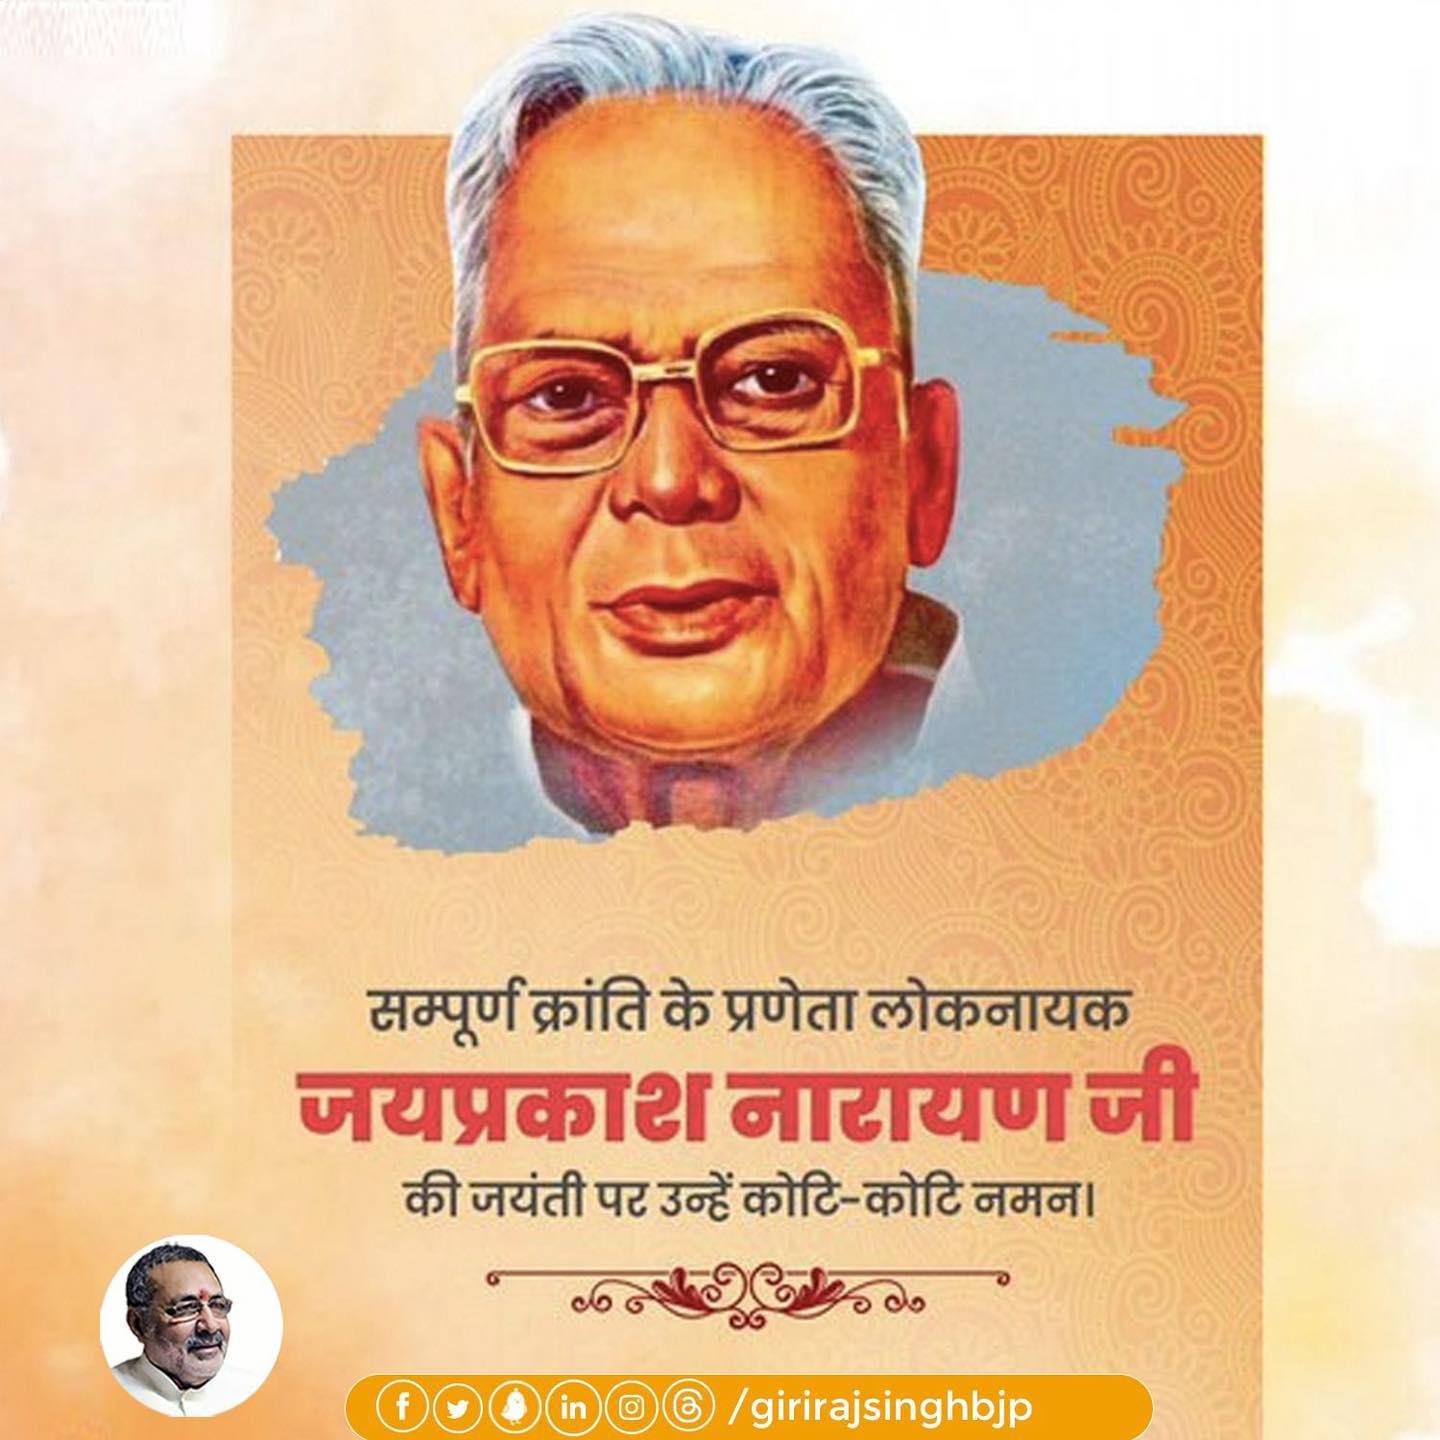 सम्पूर्ण क्रांति के प्रणेता लोकनायक
जयप्रकाश नारायण जी
की जयंती पर उन्हें कोटि-कोटि नमन।
/girirajsinghbjp